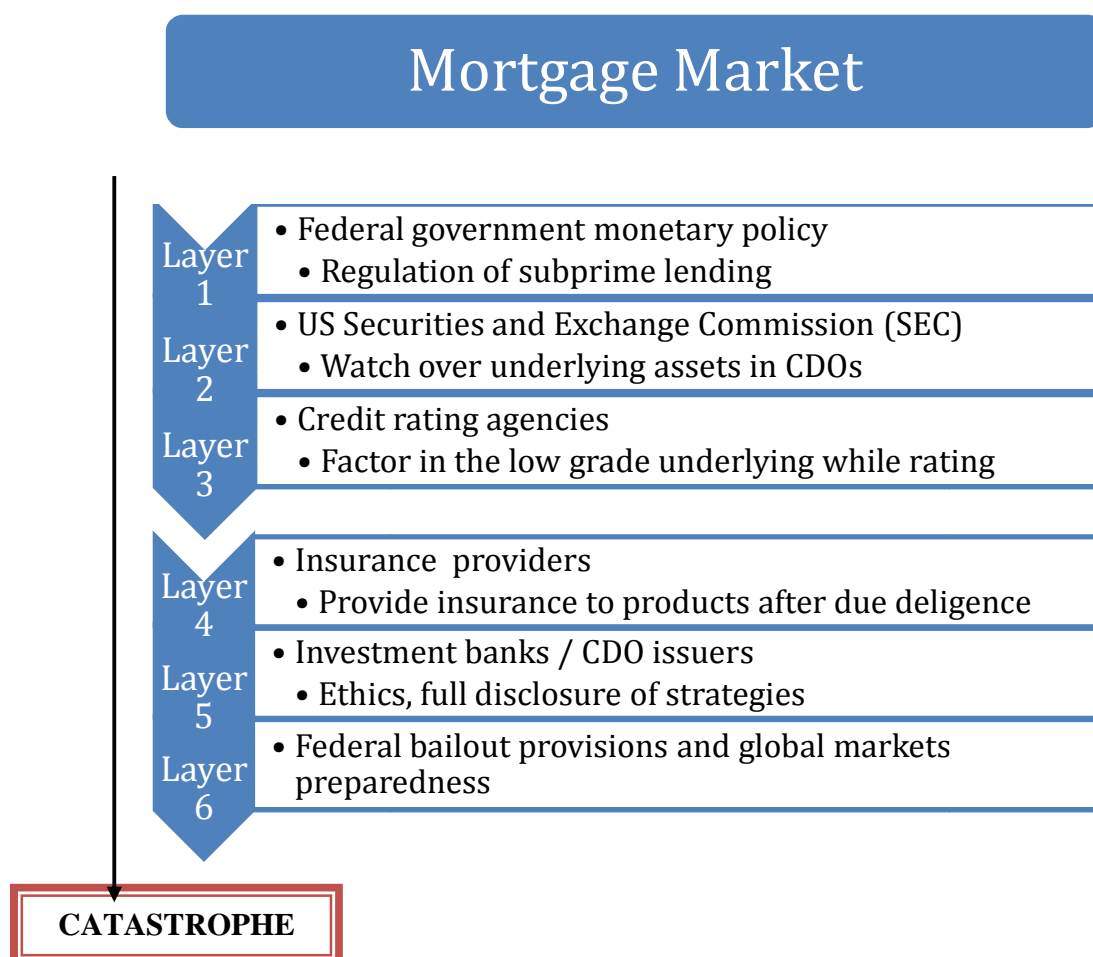 Mortgage Market
Layer
1
• Federal government monetary policy
• Regulation of subprime lending
Layer
2
• US Securities and Exchange Commission (SEC)
• Watch over underlying assets in CDOs
Layer
3
• Credit rating agencies
• Factor in the low grade underlying while rating
Layer
4
• Insurance providers
• Provide insurance to products after due deligence
Layer
5
• Investment banks / CDO issuers
• Ethics, full disclosure of strategies
Layer
6
• Federal bailout provisions and global markets
preparedness
CATASTROPHE